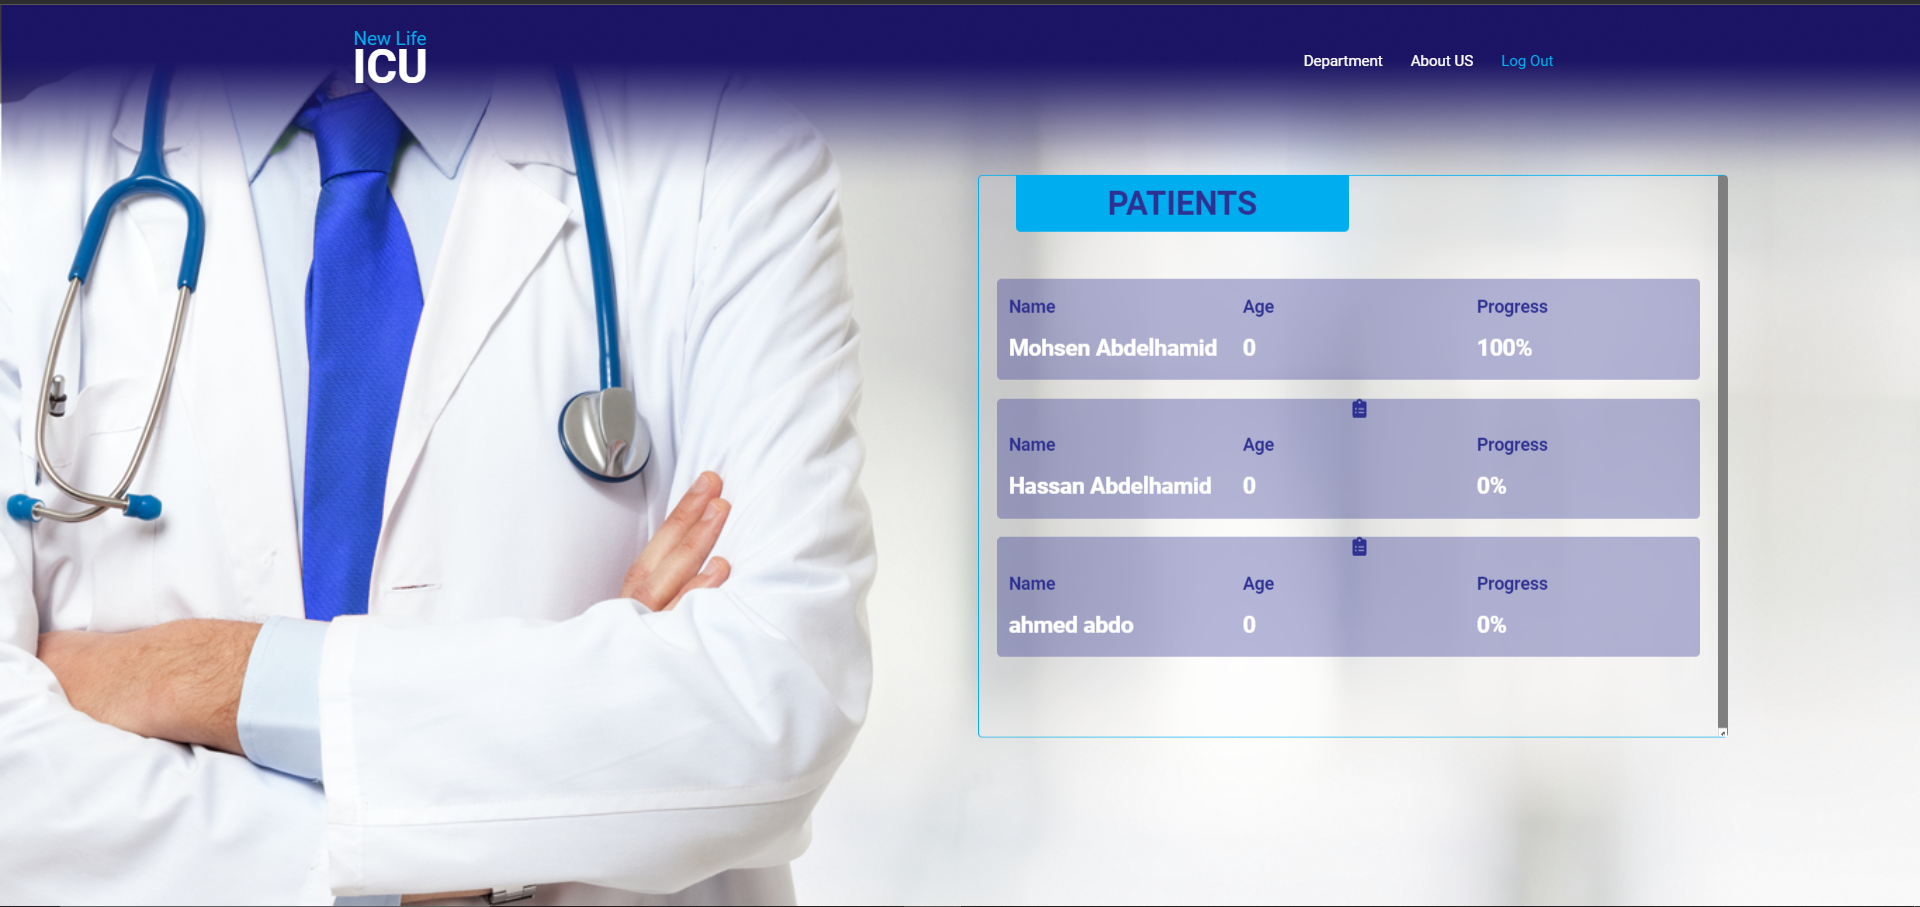 New Life
ICU
Department About US Log Out
PATIENTS
Name Age Progress
Mohsen Abdelhamid 0 100%
Name Age Progress
Hassan Abdelhamid 0 0%
Name Age Progress
ahmed abdo 0 0%